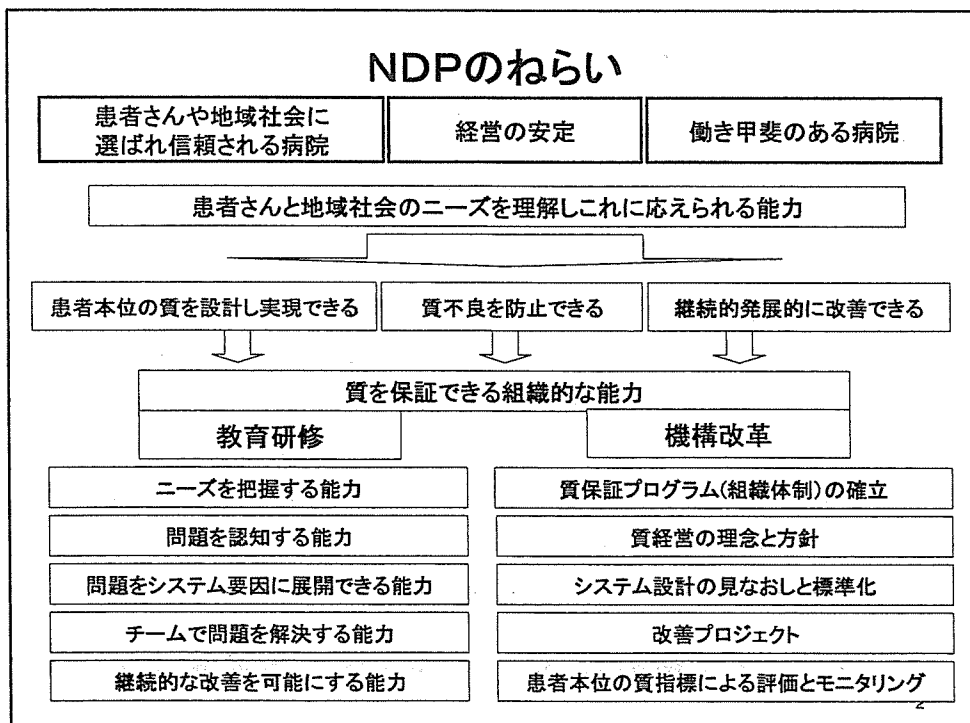 NDPのねらい
患者さんや地域社会に
選ばれ信頼される病院
経営の安定
働き甲斐のある病院
患者さんと地域社会のニーズを理解しこれに応えられる能力
患者本位の質を設計し実現できる
質不良を防止できる
継続的発展的に改善できる
質を保証できる組織的な能力
教育研修
機構改革
ニーズを把握する能力
問題を認知する能力
問題をシステム要因に展開できる能力
チームで問題を解決する能力
継続的な改善を可能にする能力
質保証プログラム(組織体制)の確立
質経営の理念と方針
システム設計の見なおしと標準化
改善プロジェクト
患者本位の質指標による評価とモニタリング
2